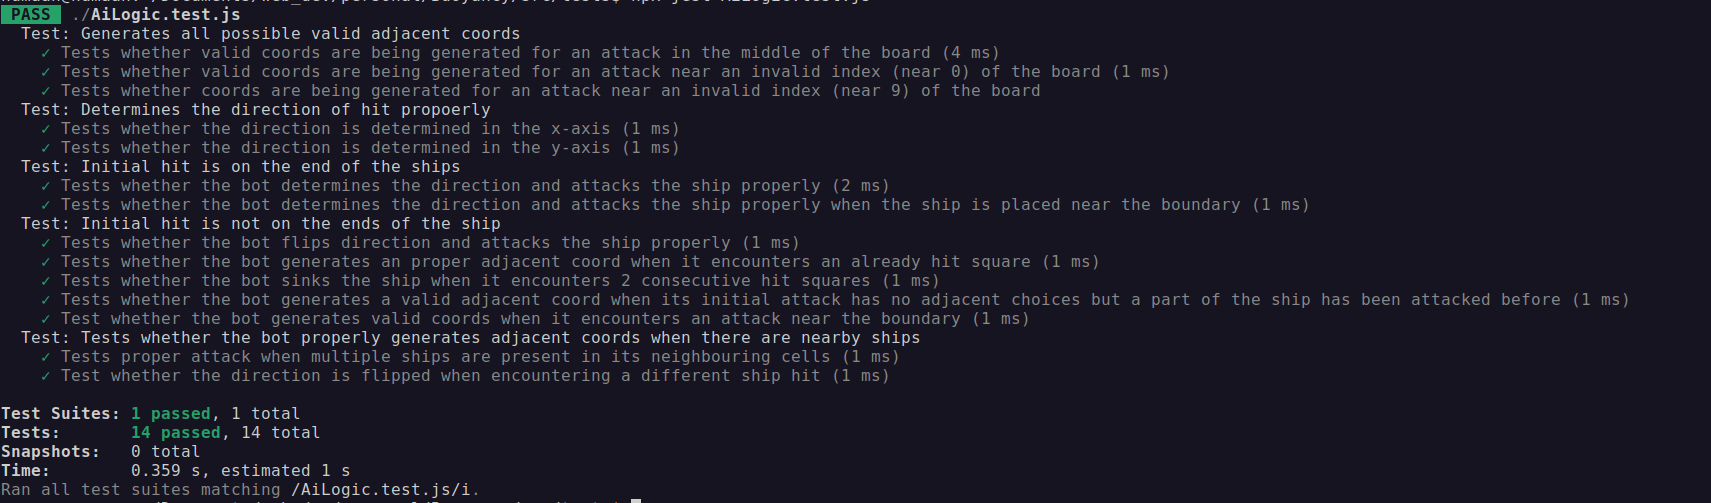 PASS ./AiLogic.test.js
Test: Generates all possible valid adjacent coords
✓ Tests whether valid coords are being generated for an attack in the middle of the board (4 ms)
✓ Tests whether valid coords are being generated for an attack near an invalid index (near 0) of the board (1 ms)
✓ Tests whether coords are being generated for an attack near an invalid index (near 9) of the board
Test: Determines the direction of hit propoerly
✓ Tests whether the direction is determined in the x-axis (1 ms)
✓ Tests whether the direction is determined in the y-axis (1 ms)
Test: Initial hit is on the end of the ships
✓ Tests whether the bot determines the direction and attacks the ship properly (2 ms)
✓ Tests whether the bot determines the direction and attacks the ship properly when the ship is placed near the boundary (1 ms)
Test: Initial hit is not on the ends of the ship
✓ Tests whether the bot flips direction and attacks the ship properly (1 ms)
✓ Tests whether the bot generates an proper adjacent coord when it encounters an already hit square (1 ms)
✓ Tests whether the bot sinks the ship when it encounters 2 consecutive hit squares (1 ms)
✓ Tests whether the bot generates a valid adjacent coord when its initial attack has no adjacent choices but a part of the ship has been attacked before (1 ms)
✓ Test whether the bot generates valid coords when it encounters an attack near the boundary (1 ms)
Test: Tests whether the bot properly generates adjacent coords when there are nearby ships
✓ Tests proper attack when multiple ships are present in its neighbouring cells (1 ms)
✓ Test whether the direction is flipped when encountering a different ship hit (1 ms)
Test Suites: 1 passed, 1 total
Tests: 14 passed, 14 total
Snapshots: 0 total
Time: 0.359 s, estimated 1 s
Ran all test suites matching /AiLogic.test.js/i.